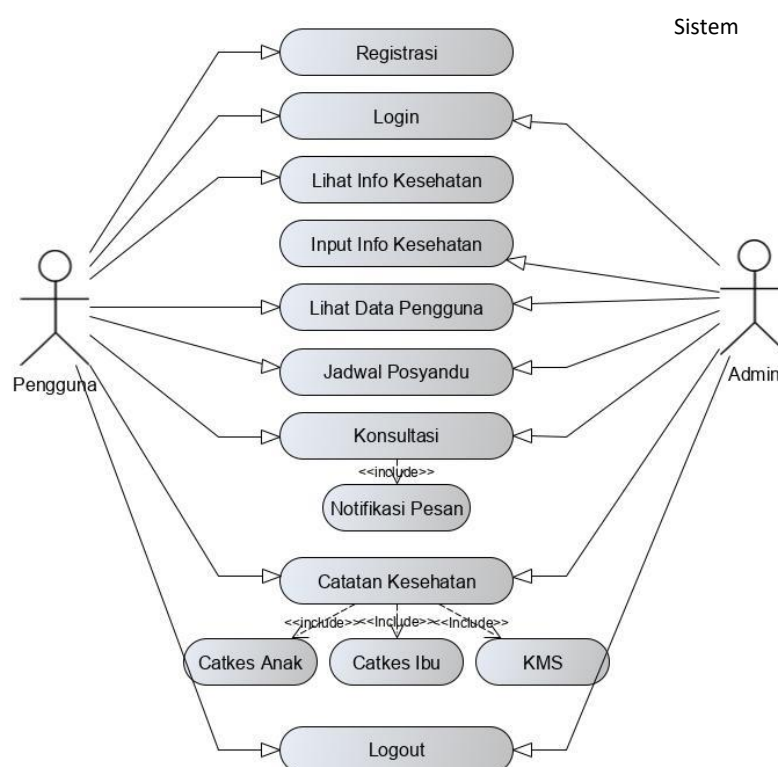 Sistem
Registrasi
Login
Lihat Info Kesehatan
Input Info Kesehatan
Lihat Data Pengguna
Jadwal Posyandu
Pengguna
Admin
Konsultasi
<<include>>
Notifikasi Pesan
Catatan Kesehatan
<<include>> <<Include>> <<Include>>
Catkes Anak Catkes Ibu KMS
Logout